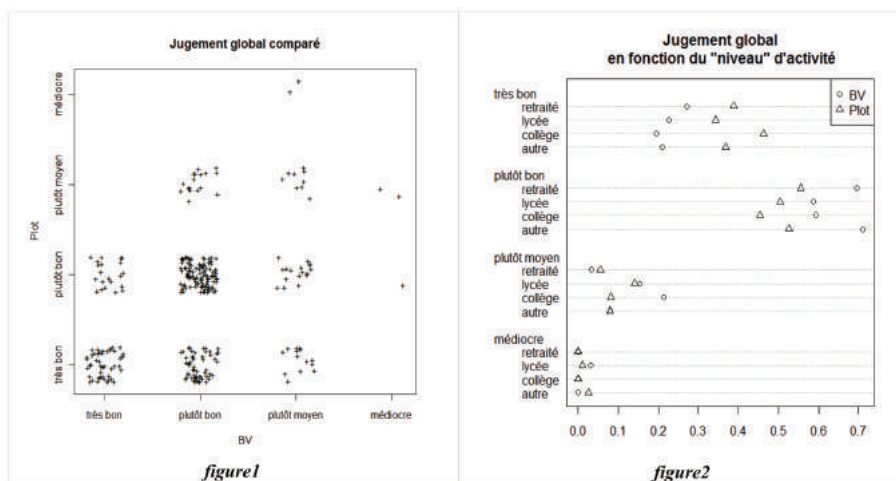 Jugement global comparé
médiocre
plutôt moyen
plutôt bon
très bon
Plot
très bon
plutôt bon
plutôt moyen
médiocre
BV
figure1
Jugement global
en fonction du "niveau" d'activité
BV
Plot
très bon
retraité
lycée
collège
autre
plutôt bon
retraité
lycée
collège
autre
plutôt moyen
retraité
lycée
collège
autre
médiocre
retraité
lycée
collège
autre
0.0 0.1 0.2 0.3 0.4 0.5 0.6 0.7
figure2